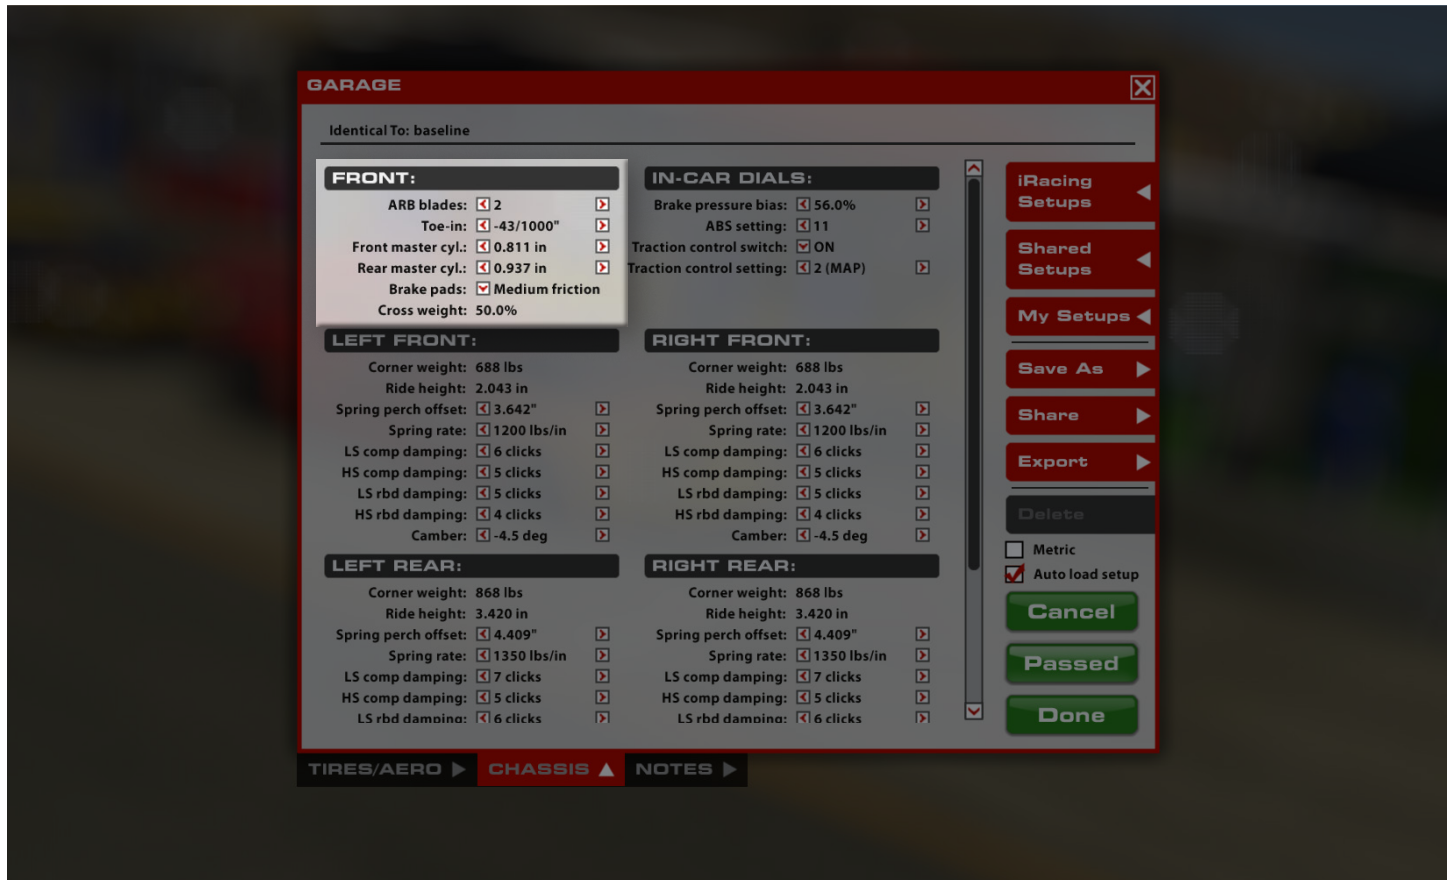 GARAGE
Identical To: baseline
FRONT:
ARB blades: 2
Toe-in: -43/1000"
Front master cyl.: 0.811 in
Rear master cyl.: 0.937 in
Brake pads: Medium friction
Cross weight: 50.0%
IN-CAR DIALS:
Brake pressure bias: 56.0%
ABS setting: 11
Traction control switch: ON
Traction control setting: 2 (MAP)
LEFT FRONT:
Corner weight: 688 lbs
Ride height: 2.043 in
Spring perch offset: 3.642"
Spring rate: 1200 lbs/in
LS comp damping: 6 clicks
HS comp damping: 5 clicks
LS rbd damping: 5 clicks
HS rbd damping: 4 clicks
Camber: -4.5 deg
RIGHT FRONT:
Corner weight: 688 lbs
Ride height: 2.043 in
Spring perch offset: 3.642"
Spring rate: 1200 lbs/in
LS comp damping: 6 clicks
HS comp damping: 5 clicks
LS rbd damping: 5 clicks
HS rbd damping: 4 clicks
Camber: -4.5 deg
LEFT REAR:
Corner weight: 868 lbs
Ride height: 3.420 in
Spring perch offset: 4.409"
Spring rate: 1350 lbs/in
LS comp damping: 7 clicks
HS comp damping: 5 clicks
LS rbd damping: 6 clicks
RIGHT REAR:
Corner weight: 868 lbs
Ride height: 3.420 in
Spring perch offset: 4.409"
Spring rate: 1350 lbs/in
LS comp damping: 7 clicks
HS comp damping: 5 clicks
LS rbd damping: 6 clicks
iRacing
Setups
Shared
Setups
My Setups
Save As
Share
Export
Delete
Metric
Auto load setup
Cancel
Passed
Done
TIRES/AERO
CHASSIS
NOTES